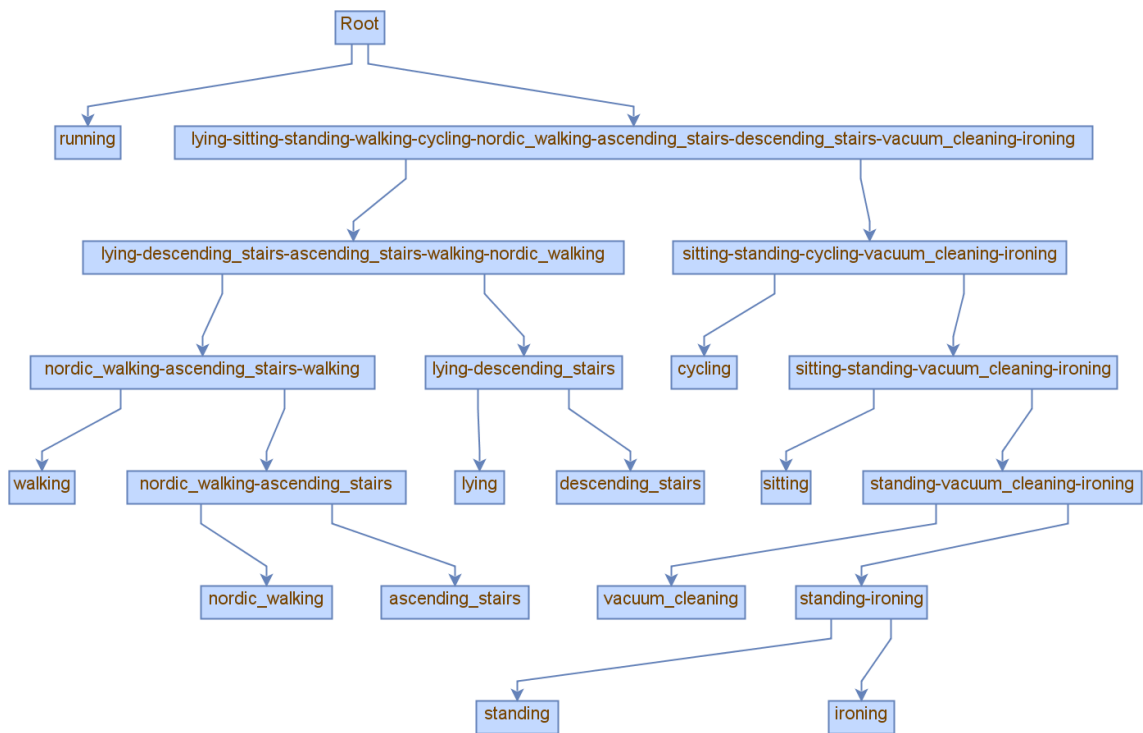 Root
running
lying-sitting-standing-walking-cycling-nordic_walking-ascending_stairs-descending_stairs-vacuum_cleaning-ironing
lying-descending_stairs-ascending_stairs-walking-nordic_walking
sitting-standing-cycling-vacuum_cleaning-ironing
nordic_walking-ascending_stairs-walking
lying-descending_stairs
cycling
sitting-standing-vacuum_cleaning-ironing
walking
nordic_walking-ascending_stairs
lying
descending_stairs
sitting
standing-vacuum_cleaning-ironing
nordic_walking
ascending_stairs
vacuum_cleaning
standing-ironing
standing
ironing